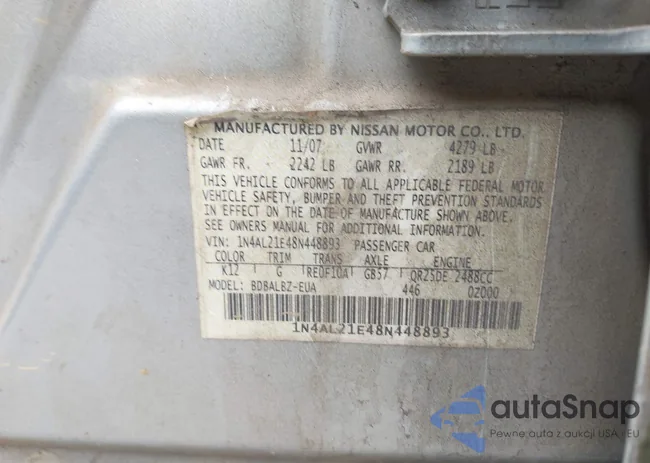 MANUFACTURED BY NISSAN MOTOR CO., LTD.
DATE 11/07 GVWR 4279 LB
GAWR FR. 2242 LB GAWR RR. 2189 LB
THIS VEHICLE CONFORMS TO ALL APPLICABLE FEDERAL MOTOR
VEHICLE SAFETY, BUMPER AND THEFT PREVENTION STANDARDS
IN EFFECT ON THE DATE OF MANUFACTURE SHOWN ABOVE.
SEE OWNERS MANUAL FOR ADDITIONAL INFORMATION.
VIN: 1N4AL21E48N448893 PASSENGER CAR
COLOR TRIM TRANS AXLE ENGINE
K12 G RE0F10A GB57 QR25DE 2488CC
MODEL: BDBALBZ-EUA 446 0Z000
1N4AL21E48N448893
autoSnap
Pewne auta z aukcji USA, EU